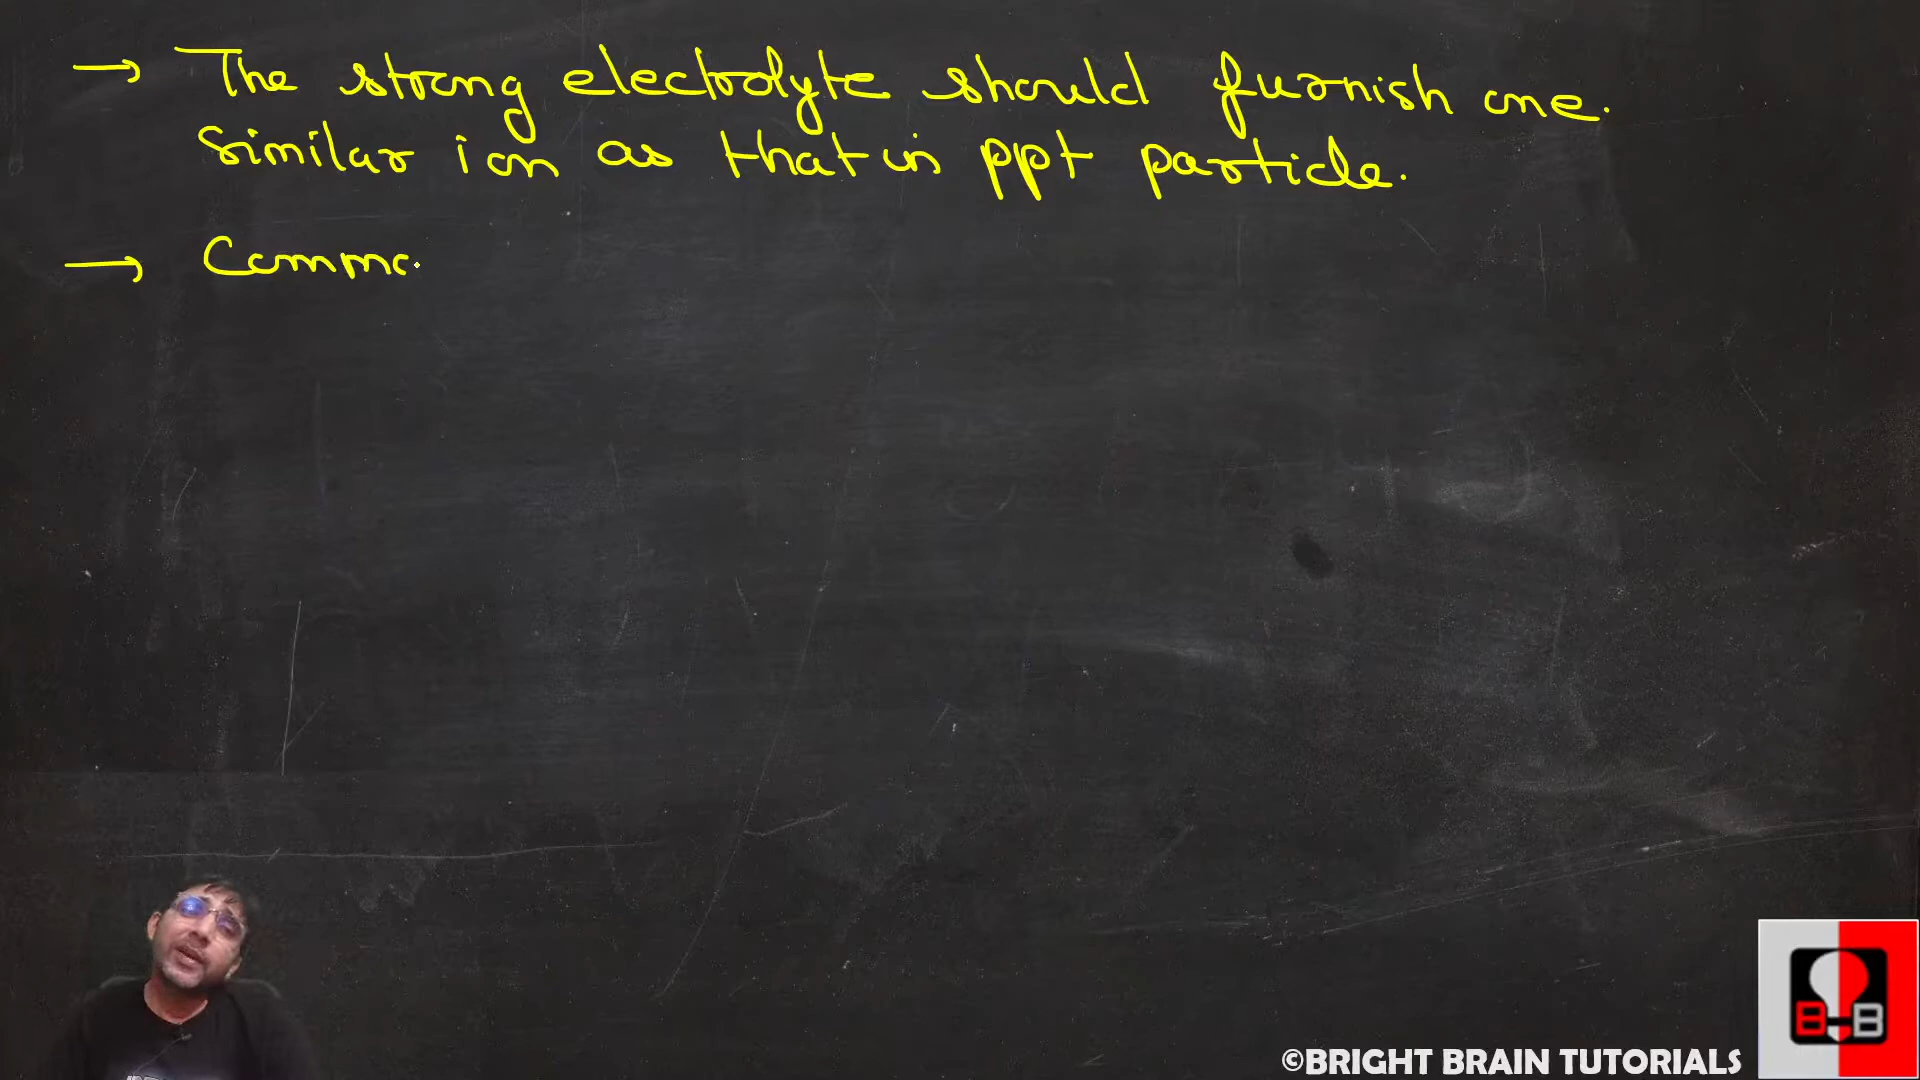 → The strong electrolyte should furnish one.
similar ion as that in ppt particle.
→ Commo
B B
©BRIGHT BRAIN TUTORIALS